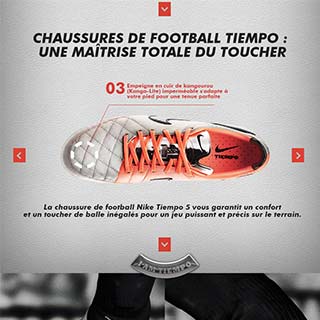 CHAUSSURES DE FOOTBALL TIEMPO :
UNE MAÎTRISE TOTALE DU TOUCHER
03 Empeigne en cuir de kangourou
(Kanga-Lite) imperméable s'adapte à
votre pied pour une tenue parfaite
TIEMPO
La chaussure de football Nike Tiempo 5 vous garantit un confort
et un toucher de balle inégalés pour un jeu puissant et précis sur le terrain.
TIEMPO